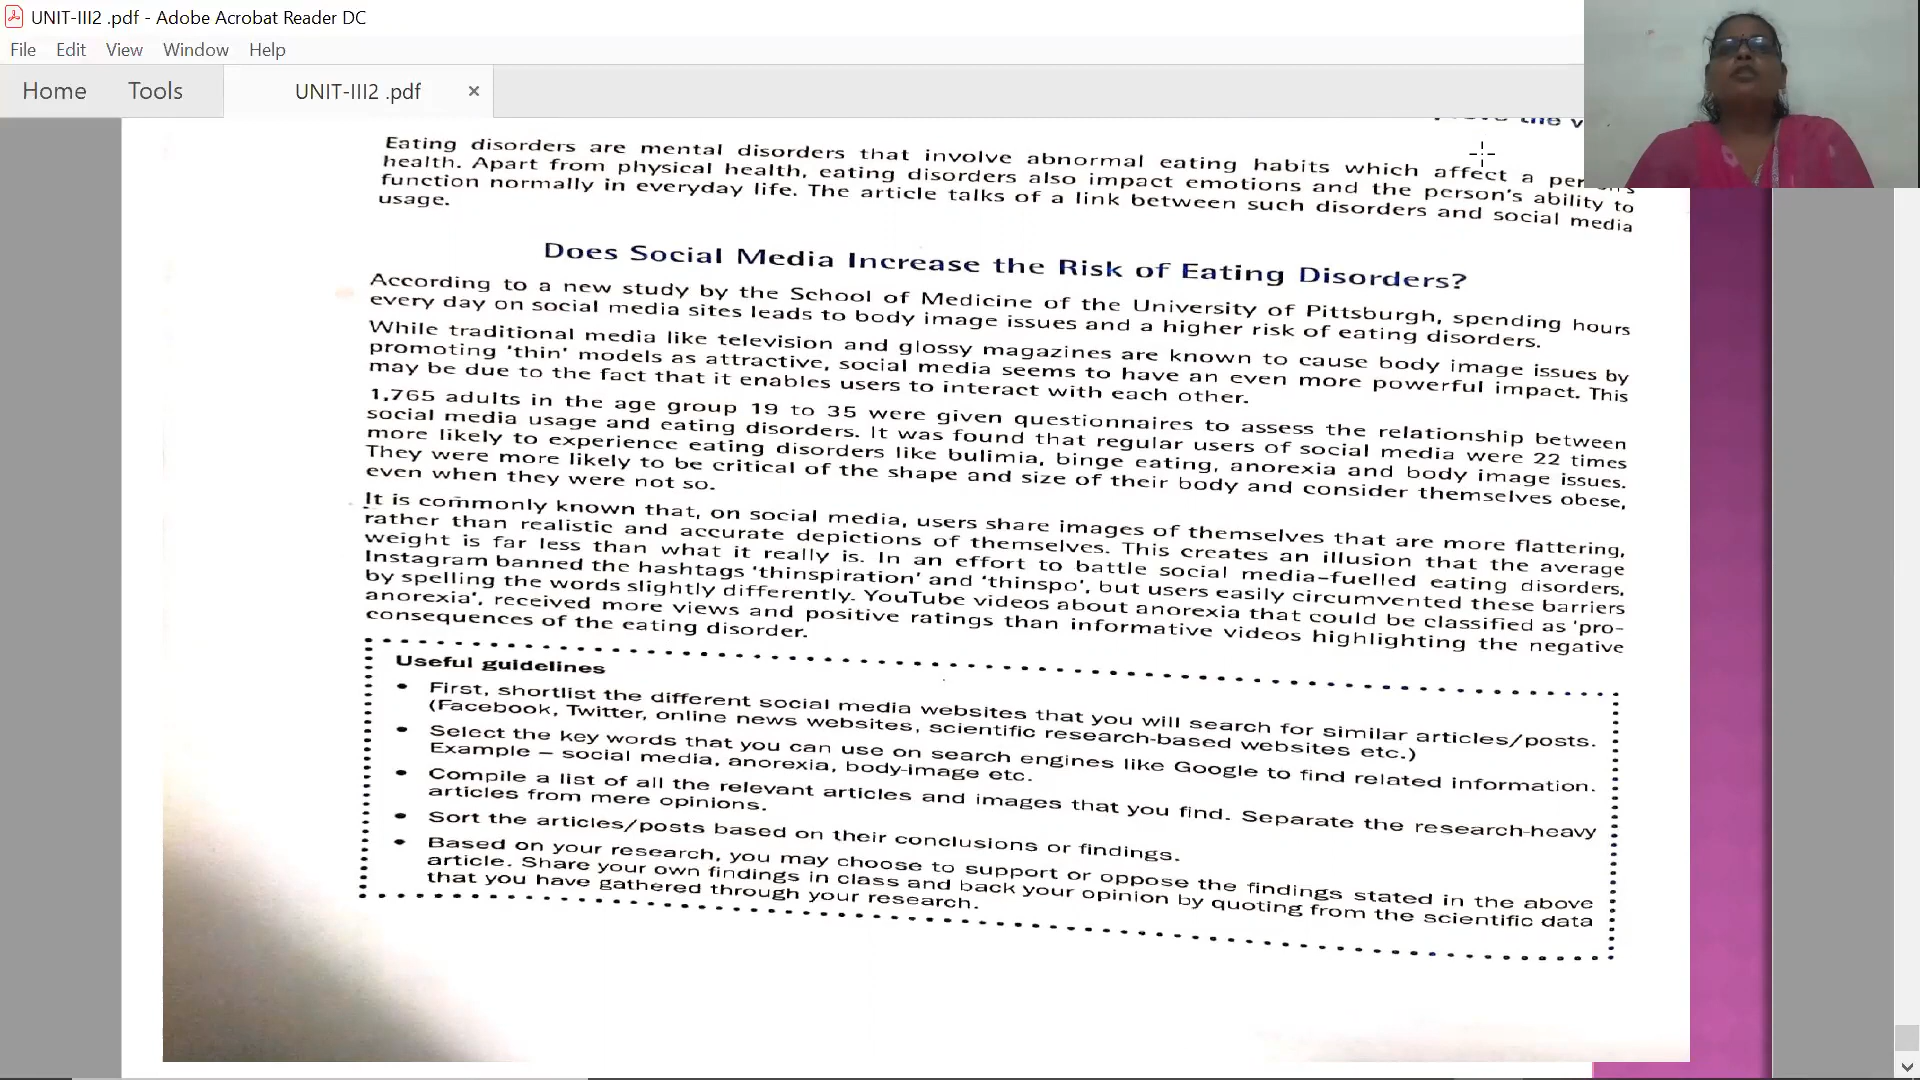 UNIT-III2 .pdf - Adobe Acrobat Reader DC
File Edit View Window Help
Home Tools UNIT-III2 .pdf ×
the v
Eating disorders are mental disorders that involve abnormal eating habits which affect a person's
health. Apart from physical health, eating disorders also impact emotions and the person's ability to
function normally in everyday life. The article talks of a link between such disorders and social media
usage.
Does Social Media Increase the Risk of Eating Disorders?
According to a new study by the School of Medicine of the University of Pittsburgh, spending hours
every day on social media sites leads to body image issues and a higher risk of eating disorders.
While traditional media like television and glossy magazines are known to cause body image issues by
promoting 'thin' models as attractive, social media seems to have an even more powerful impact. This
may be due to the fact that it enables users to interact with each other.
1,765 adults in the age group 19 to 35 were given questionnaires to assess the relationship between
social media usage and eating disorders. It was found that regular users of social media were 22 times
more likely to experience eating disorders like bulimia, binge eating, anorexia and body image issues.
They were more likely to be critical of the shape and size of their body and consider themselves obese,
even when they were not so.
It is commonly known that, on social media, users share images of themselves that are more flattering,
rather than realistic and accurate depictions of themselves. This creates an illusion that the average
weight is far less than what it really is. In an effort to battle social media-fuelled eating disorders,
Instagram banned the hashtags 'thinspiration' and 'thinspo', but users easily circumvented these barriers
by spelling the words slightly differently. YouTube videos about anorexia that could be classified as 'pro-
anorexia', received more views and positive ratings than informative videos highlighting the negative
consequences of the eating disorder.
Useful guidelines
• First, shortlist the different social media websites that you will search for similar articles/posts.
(Facebook, Twitter, online news websites, scientific research-based websites etc.)
• Select the key words that you can use on search engines like Google to find related information.
Example – social media, anorexia, body-image etc.
• Compile a list of all the relevant articles and images that you find. Separate the research-heavy
articles from mere opinions.
• Sort the articles/posts based on their conclusions or findings.
• Based on your research, you may choose to support or oppose the findings stated in the above
article. Share your own findings in class and back your opinion by quoting from the scientific data
that you have gathered through your research.